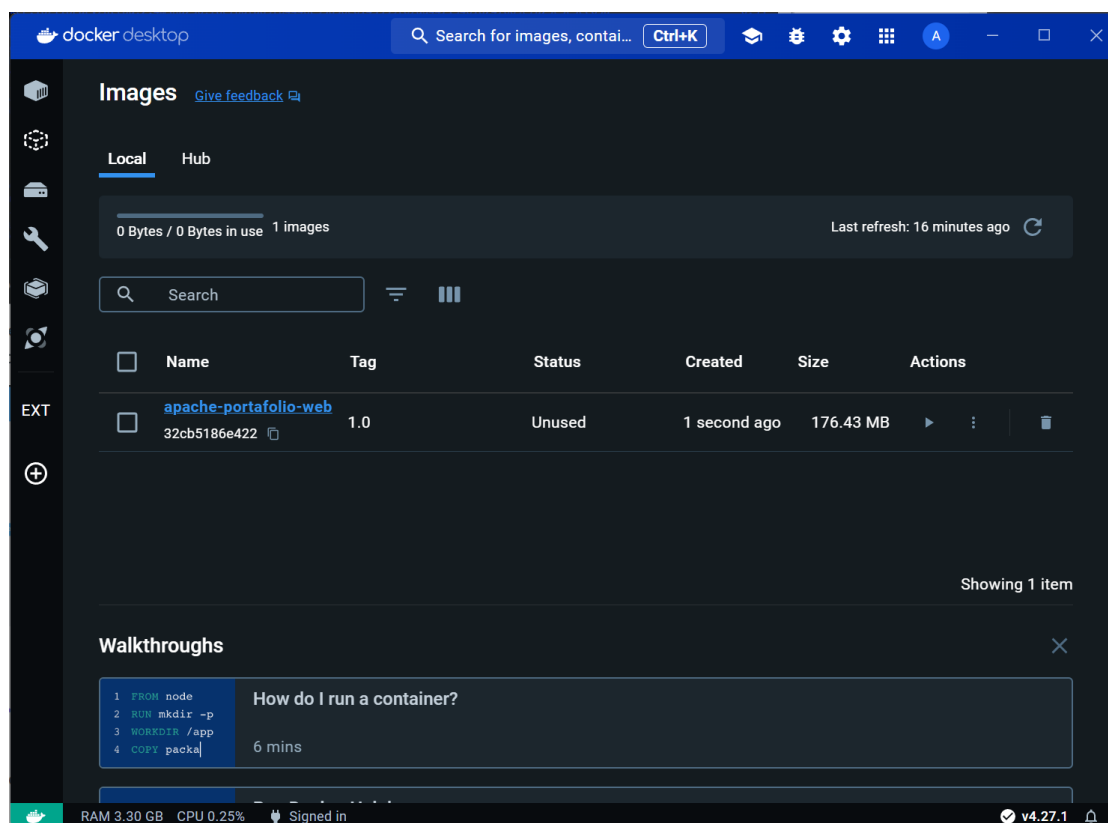 docker desktop
Search for images, contai... Ctrl+K
A
Images Give feedback
Local Hub
0 Bytes / 0 Bytes in use 1 images
Last refresh: 16 minutes ago
Search
Name Tag Status Created Size Actions
apache-portafolio-web
32cb5186e422
1.0 Unused 1 second ago 176.43 MB
EXT
Showing 1 item
Walkthroughs
1 FROM node
2 RUN mkdir -p
3 WORKDIR /app
4 COPY packa
How do I run a container?
6 mins
RAM 3.30 GB CPU 0.25% Signed in
v4.27.1